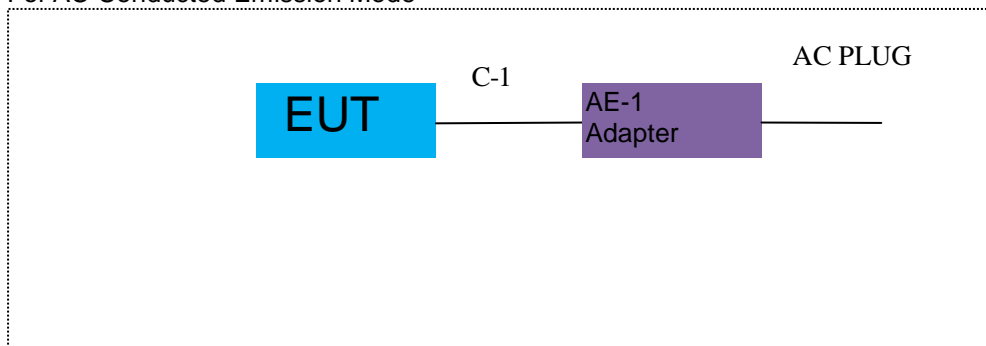 For AC Conducted Emission Mode
AC PLUG
C-1
EUT
AE-1
Adapter